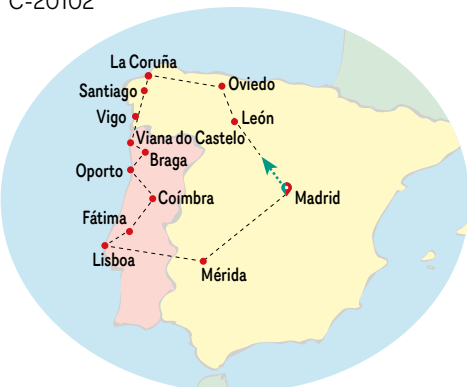 C-20102
La Coruña
Oviedo
Santiago
León
Vigo
Viana do Castelo
Braga
Oporto
Madrid
Coímbra
Fátima
Lisboa
Mérida